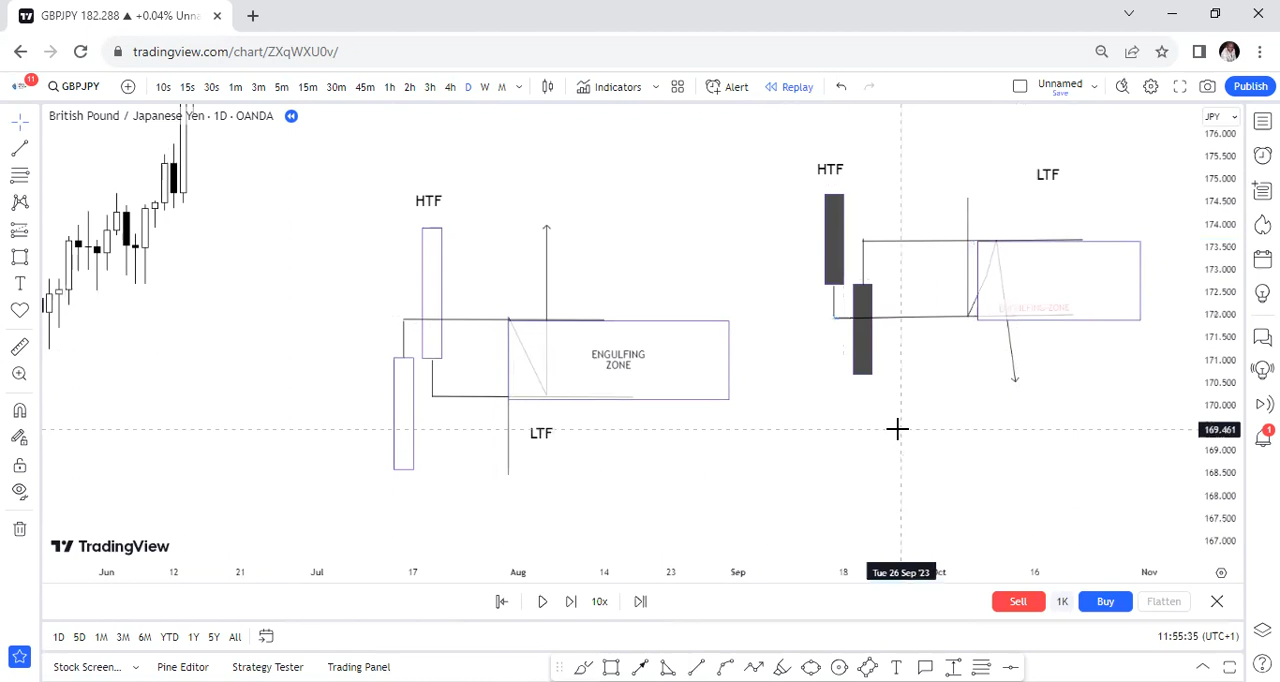 GBPJPY 182.288 ▲ +0.04% Unna
tradingview.com/chart/ZXqWXU0v/
11
GBPJPY 10s 15s 30s 1m 3m 5m 15m 30m 45m 1h 2h 3h 4h D W M Indicators Alert Replay Unnamed Save Publish
British Pound / Japanese Yen · 1D · OANDA
JPY
176.000
175.500
175.000
174.500
174.000
173.500
173.000
172.500
172.000
171.500
171.000
170.500
170.000
169.461
169.000
168.500
168.000
167.500
167.000
HTF
HTF
LTF
ENGULFING ZONE
ENGULFING
ZONE
LTF
1
TradingView
Jun 12 21 Jul 17 Aug 14 23 Sep 18 Tue 26 Sep '23 Oct 16 Nov
10x
Sell 1K Buy Flatten
1D 5D 1M 3M 6M YTD 1Y 5Y All
11:55:35 (UTC+1)
Stock Screen... Pine Editor Strategy Tester Trading Panel